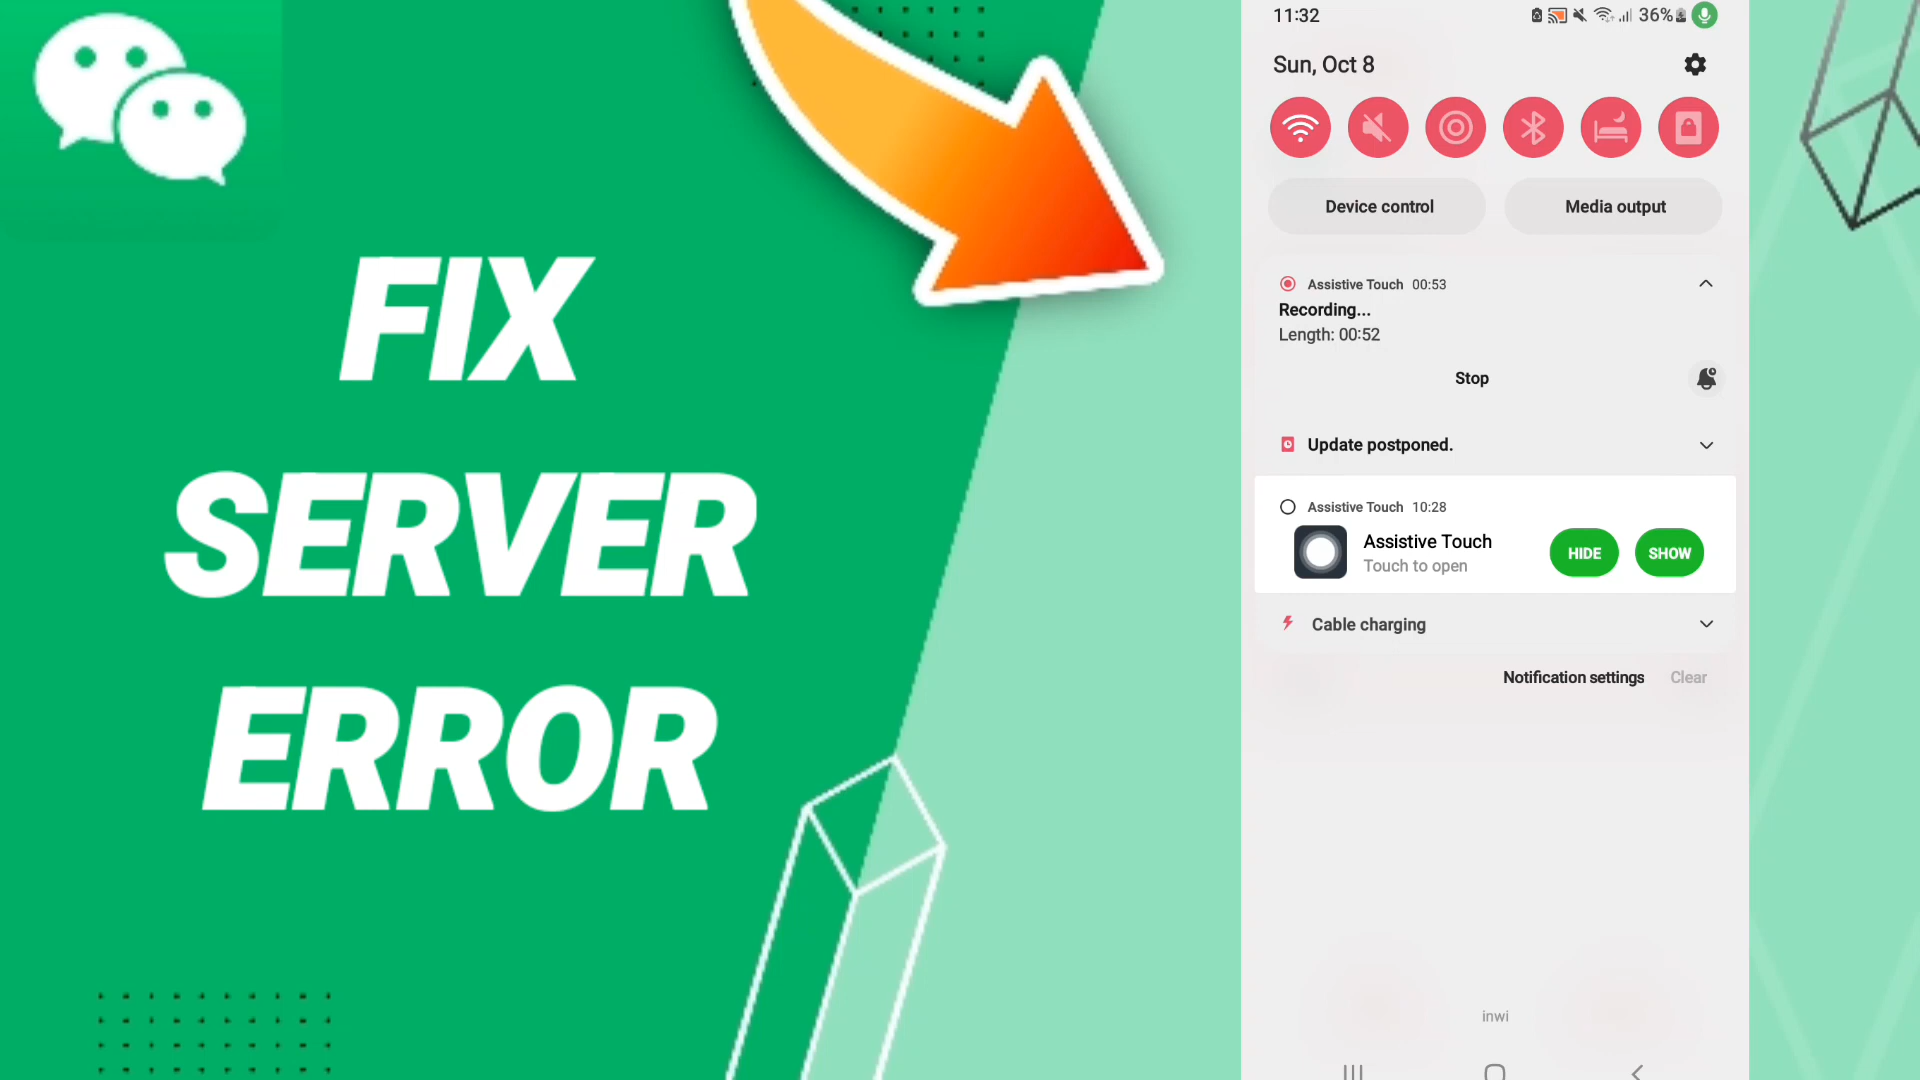 FIX
SERVER
ERROR
11:32
36%
Sun, Oct 8
Device control
Media output
Assistive Touch 00:53
Recording...
Length: 00:52
Stop
Update postponed.
Assistive Touch 10:28
Assistive Touch
Touch to open
HIDE
SHOW
Cable charging
Notification settings
Clear
inwi